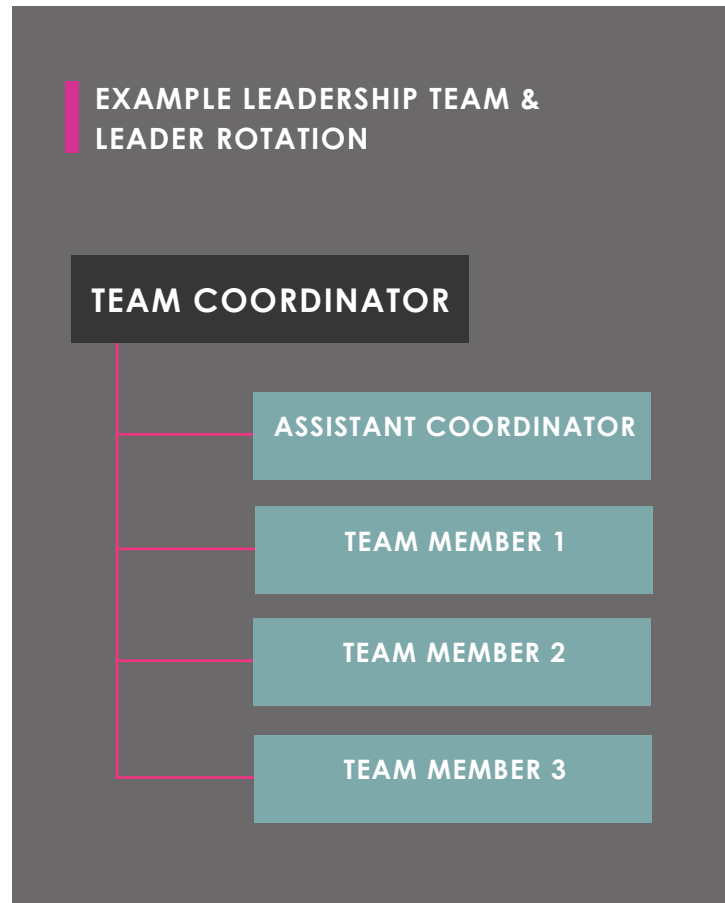 EXAMPLE LEADERSHIP TEAM &
LEADER ROTATION
TEAM COORDINATOR
ASSISTANT COORDINATOR
TEAM MEMBER 1
TEAM MEMBER 2
TEAM MEMBER 3